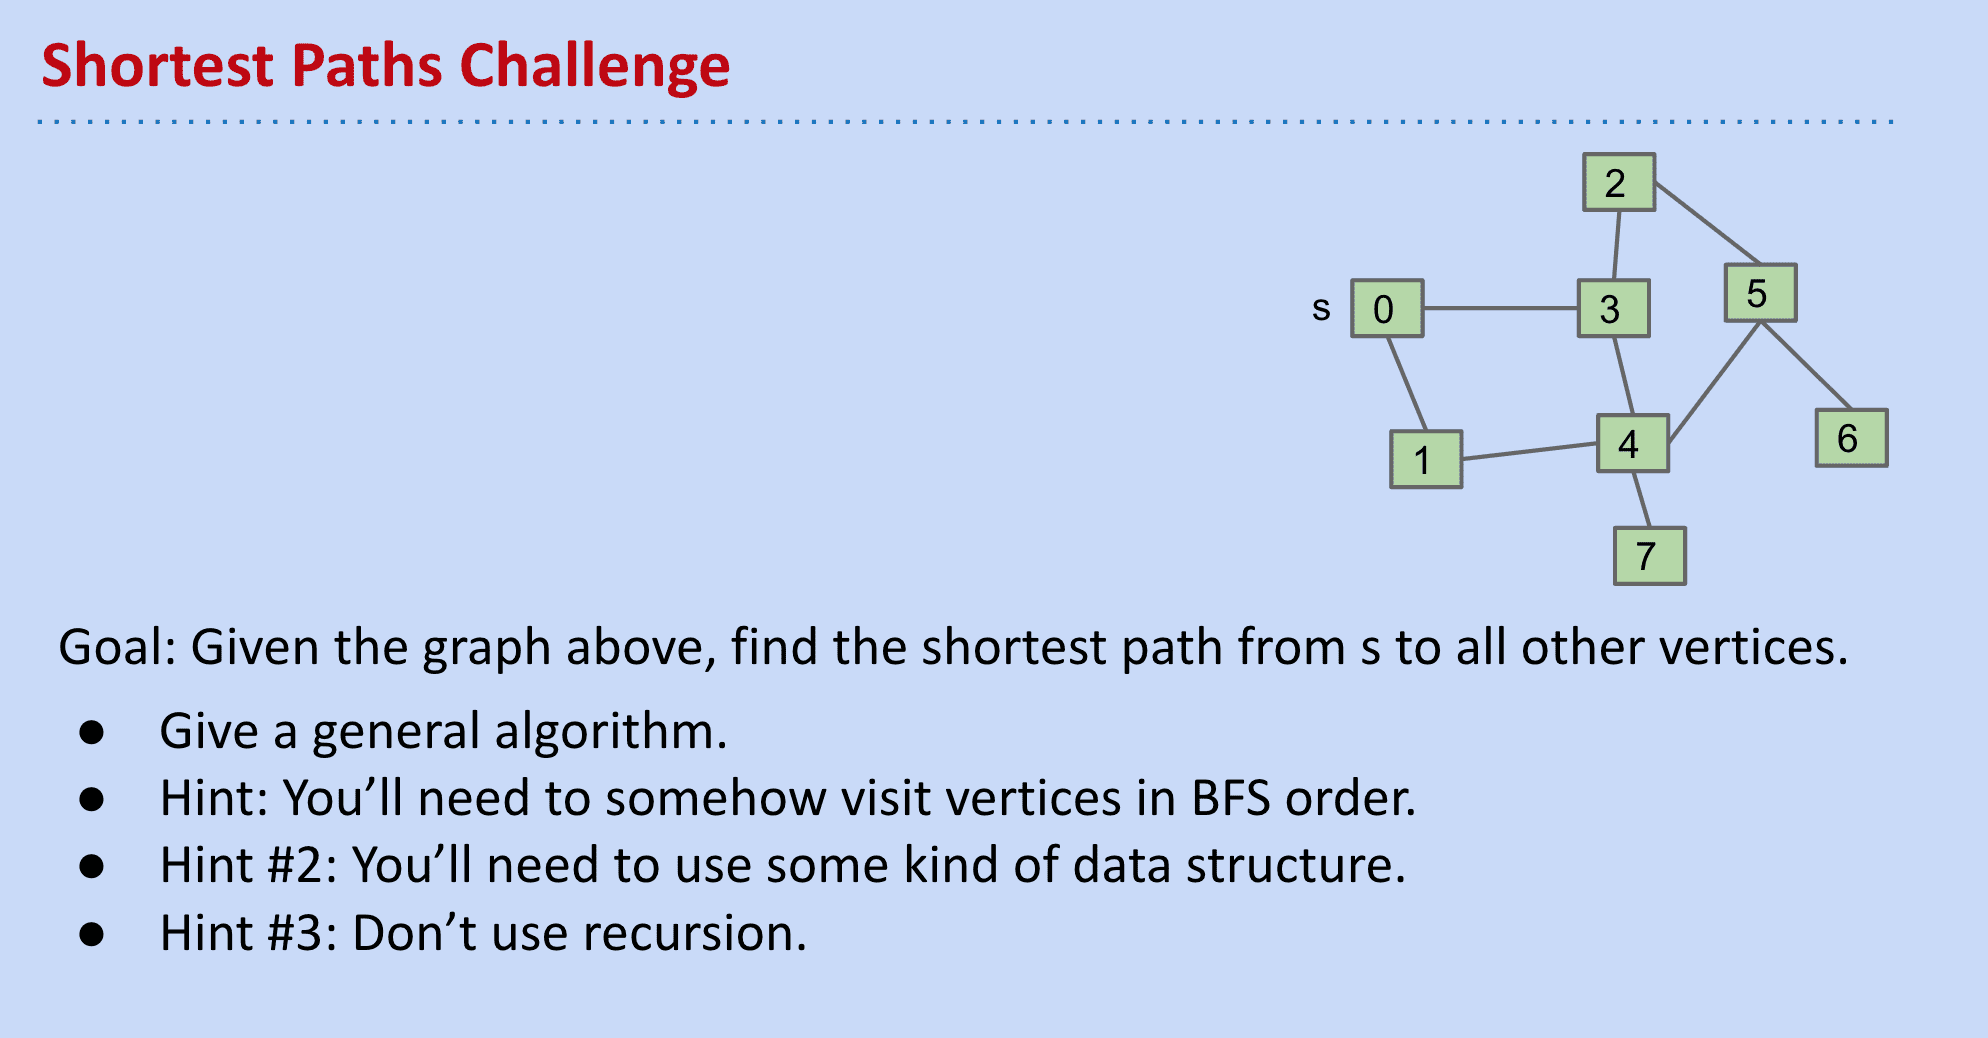 Shortest Paths Challenge
2
s 0 3 5
1 4 6
7
Goal: Given the graph above, find the shortest path from s to all other vertices.
● Give a general algorithm.
● Hint: You’ll need to somehow visit vertices in BFS order.
● Hint #2: You’ll need to use some kind of data structure.
● Hint #3: Don’t use recursion.